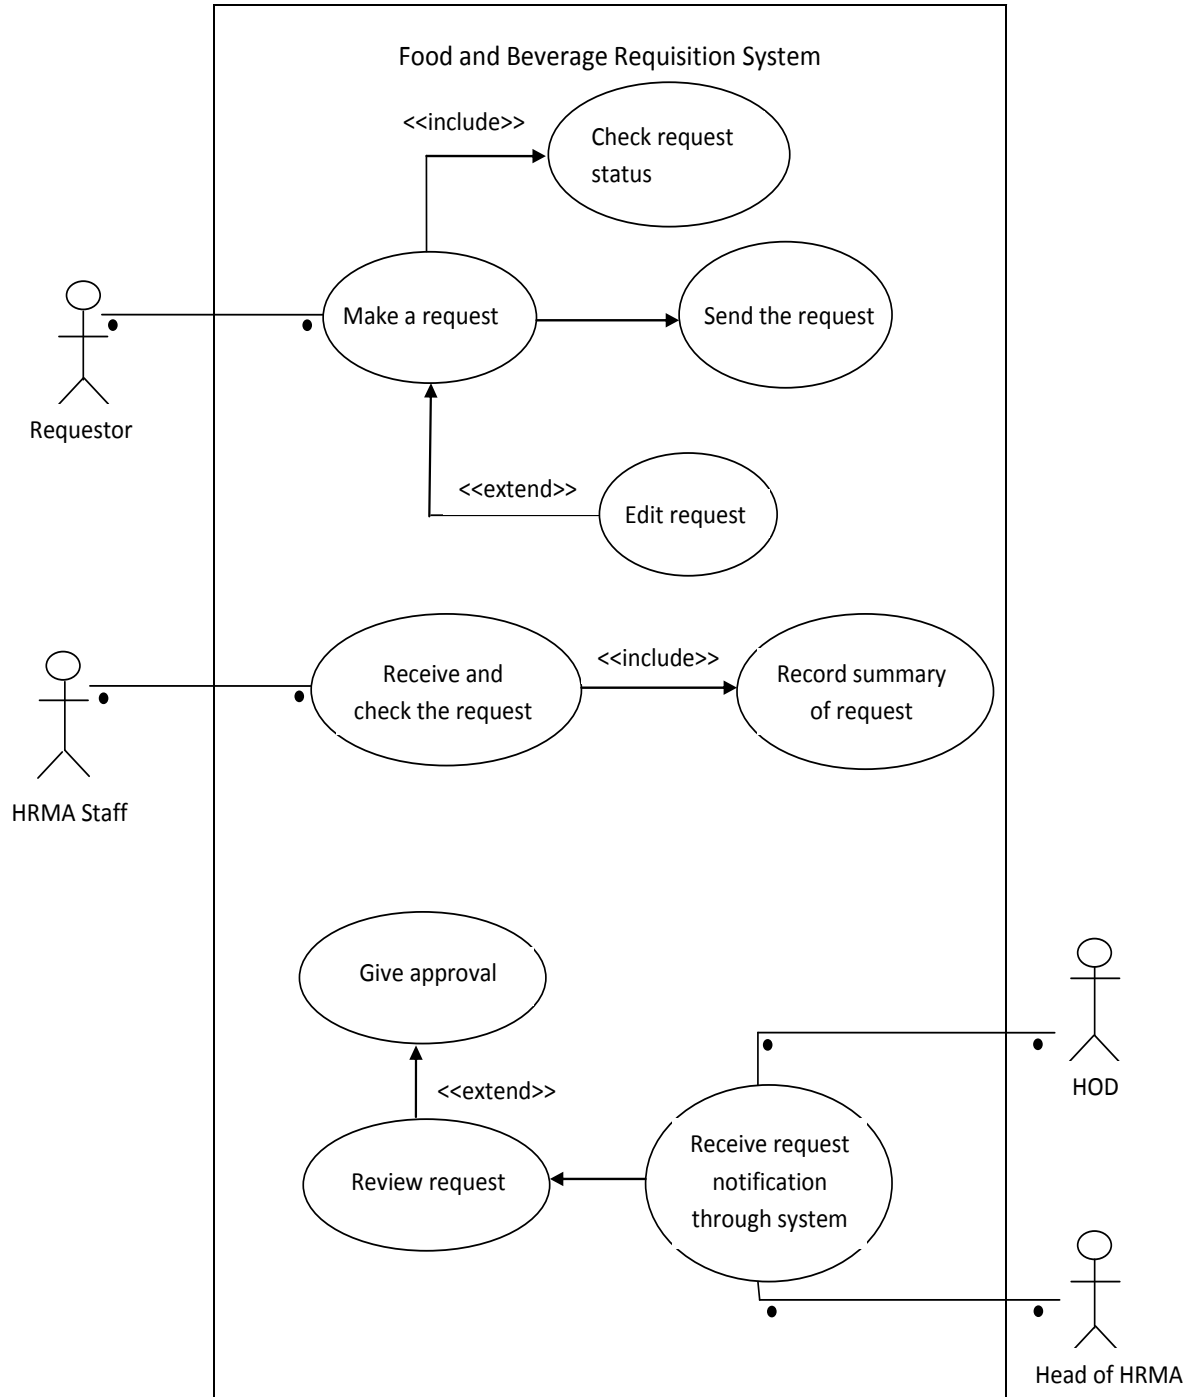 Food and Beverage Requisition System
<<include>>
Check request
status
Make a request
Send the request
Requestor
<<extend>>
Edit request
Receive and
check the request
<<include>>
Record summary
of request
HRMA Staff
Give approval
<<extend>>
HOD
Review request
Receive request
notification
through system
Head of HRMA